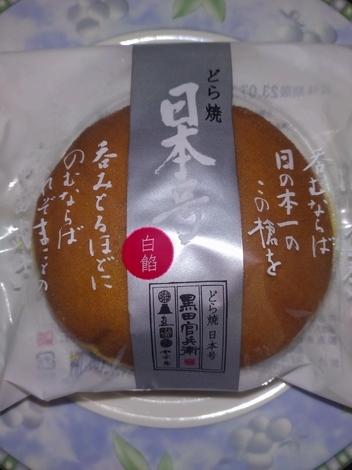 どら焼
日本号
呑むならば
日の本一の
この槍を
呑みとるほどに
のむならば
白餡
どら焼 日本号
黒田官兵衛